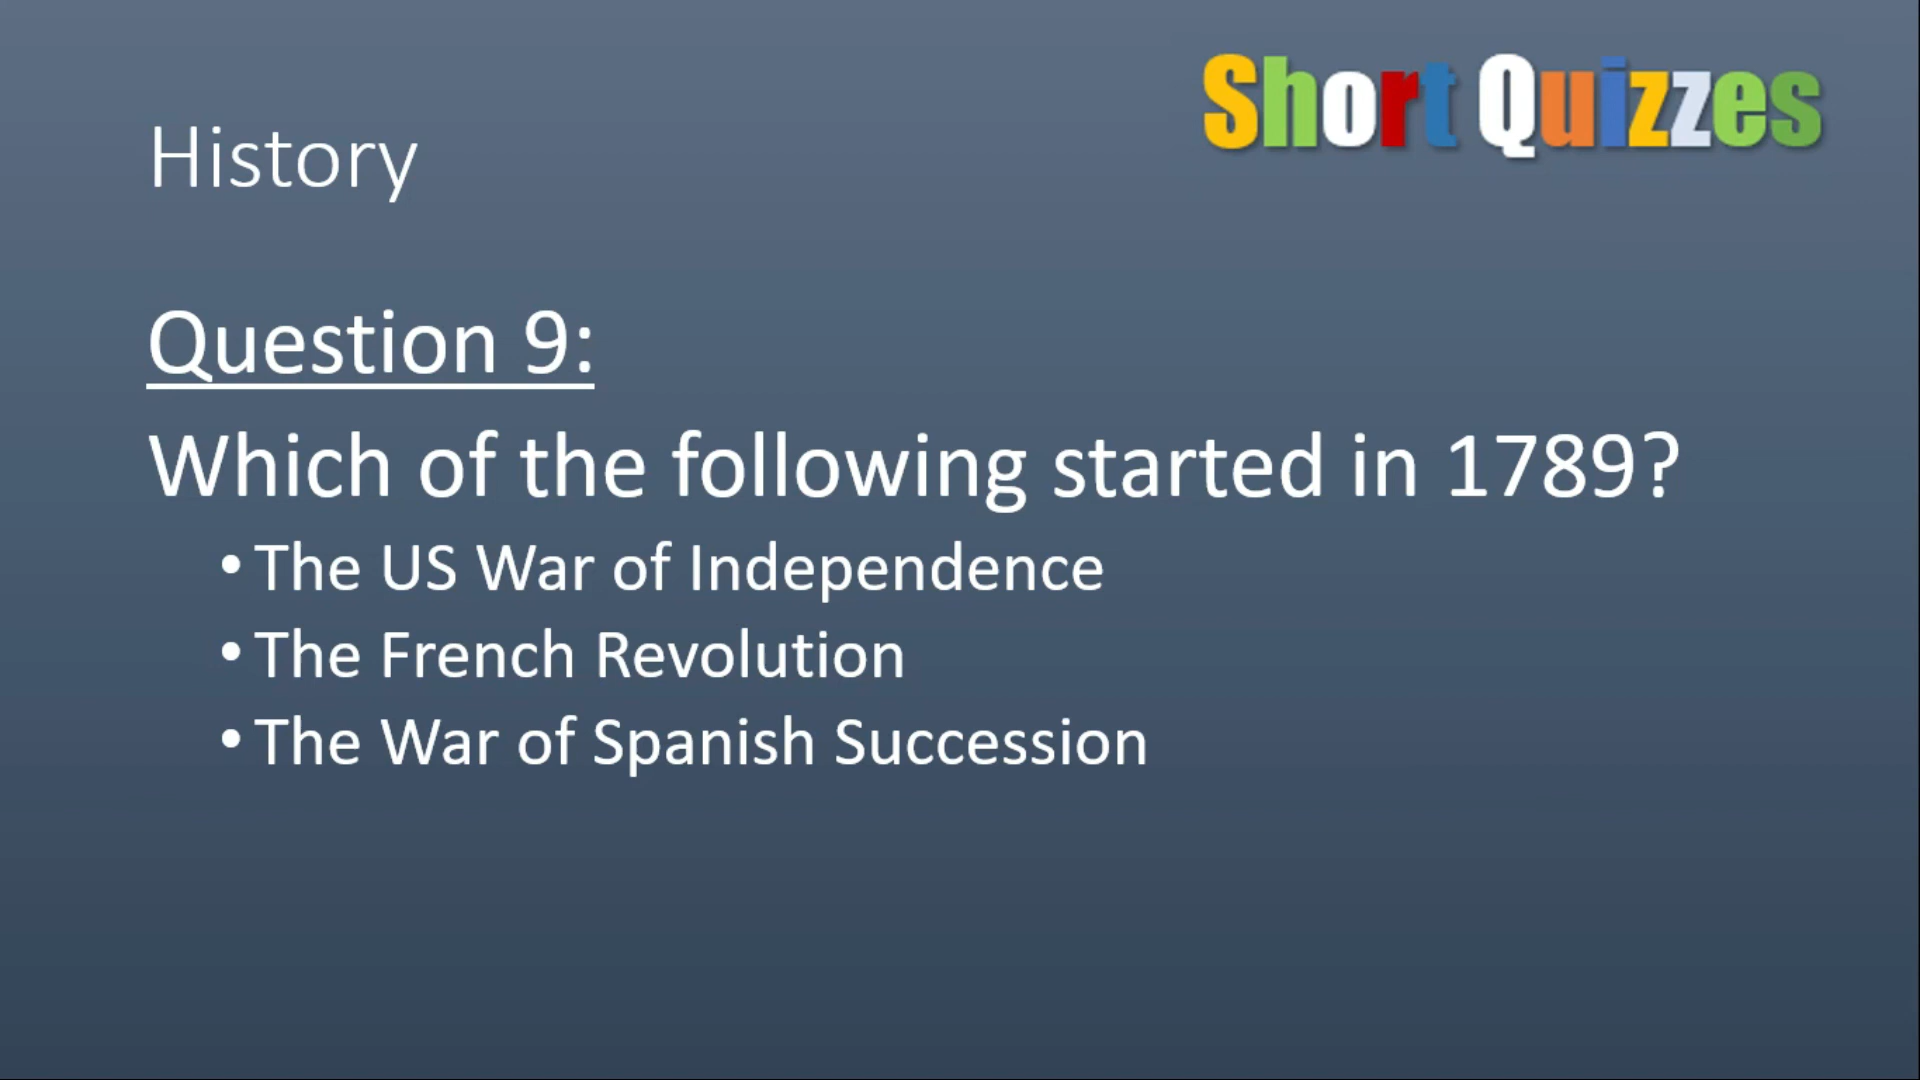 Short Quizzes
History
Question 9:
Which of the following started in 1789?
• The US War of Independence
• The French Revolution
• The War of Spanish Succession